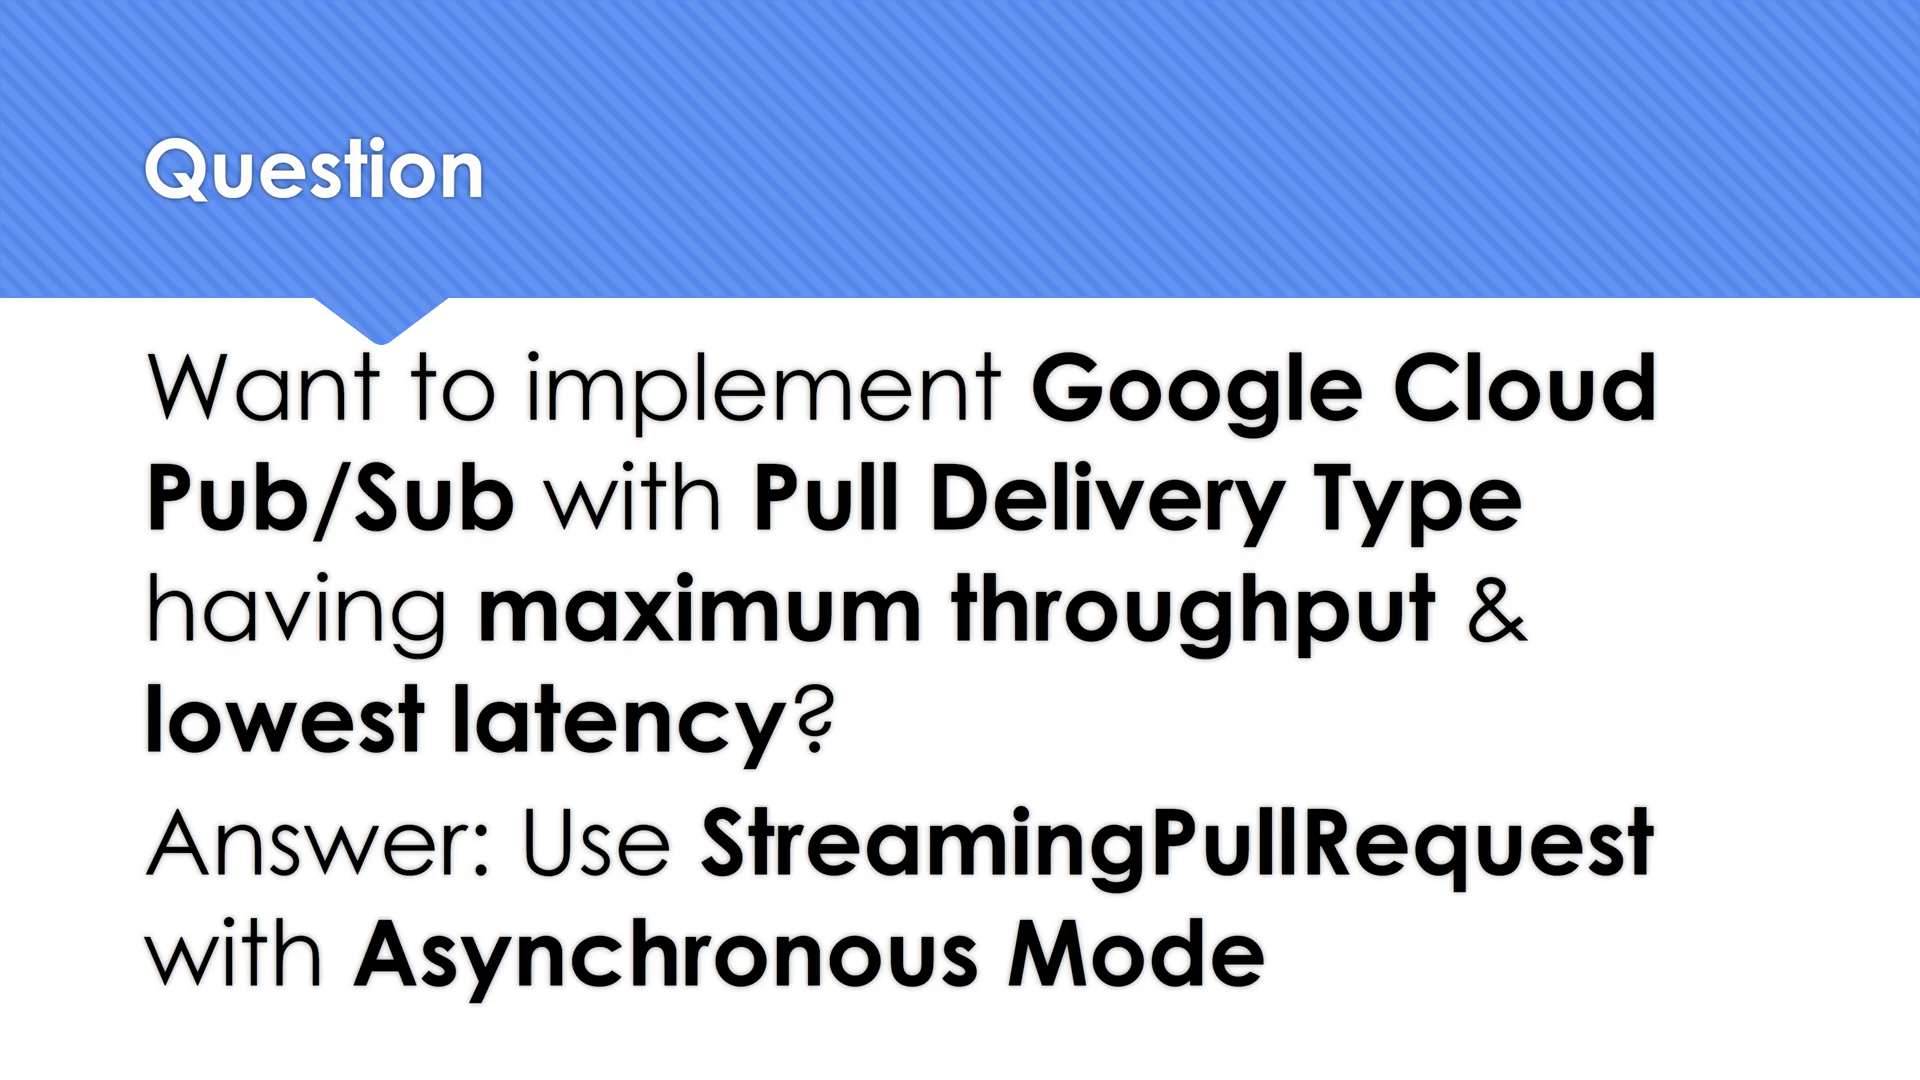 Question
Want to implement Google Cloud
Pub/Sub with Pull Delivery Type
having maximum throughput &
lowest latency?
Answer: Use StreamingPullRequest
with Asynchronous Mode